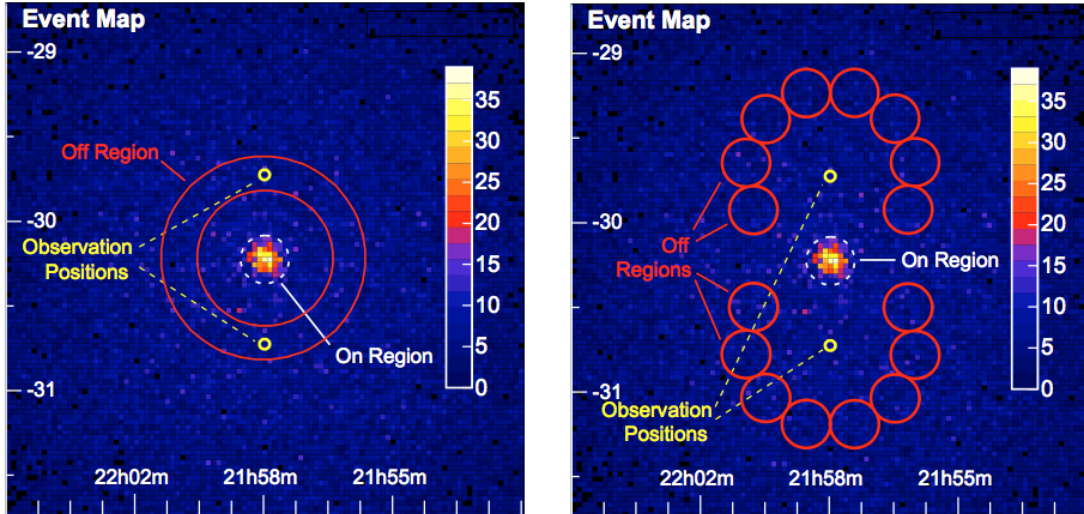 Event Map
-29
Off Region
-30
Observation
Positions
On Region
-31
22h02m
21h58m
21h55m
35
30
25
20
15
10
5
0
Event Map
-29
-30
Off
Regions
On Region
-31
Observation
Positions
22h02m
21h58m
21h55m
35
30
25
20
15
10
5
0